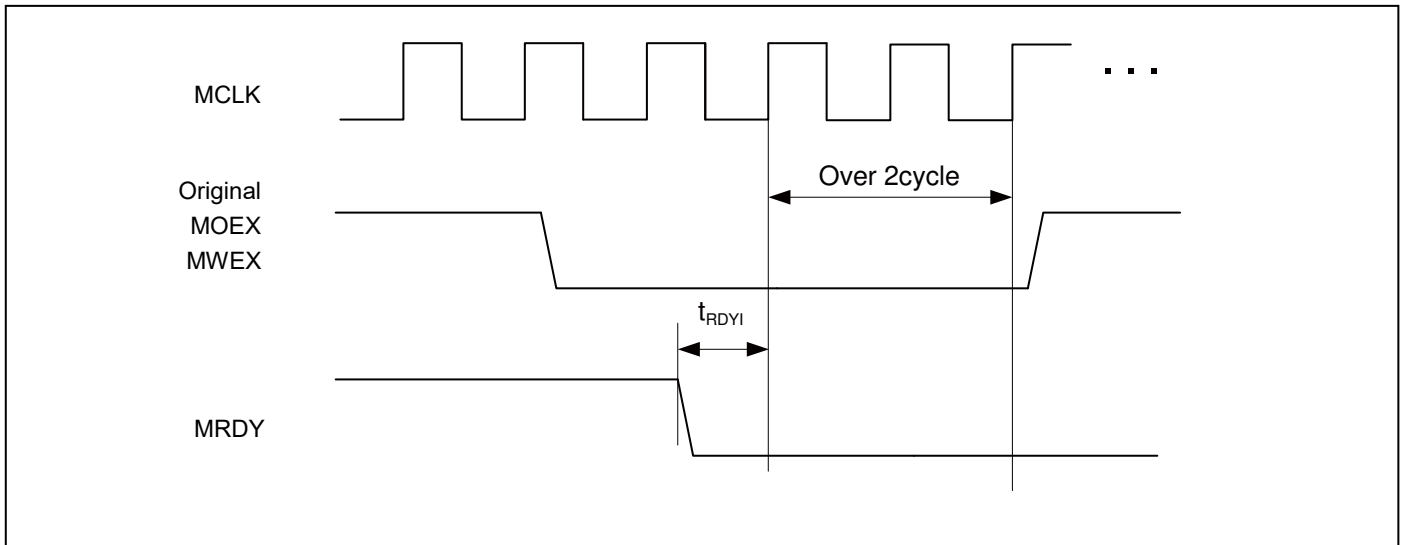 MCLK
. . .
Original
MOEX
MWEX
Over 2cycle
tRDYI
MRDY